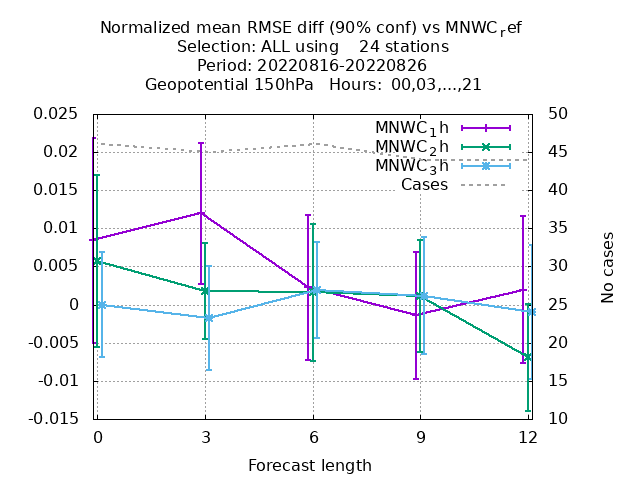 Normalized mean RMSE diff (90% conf) vs MNWC_ref
Selection: ALL using    24 stations
Period: 20220816-20220826
Geopotential 150hPa   Hours: 00,03,...,21
MNWC_1h
MNWC_2h
MNWC_3h
Cases
0.025
0.02
0.015
0.01
0.005
0
-0.005
-0.01
-0.015
50
45
40
35
30
25
20
15
10
No cases
0 3 6 9 12
Forecast length